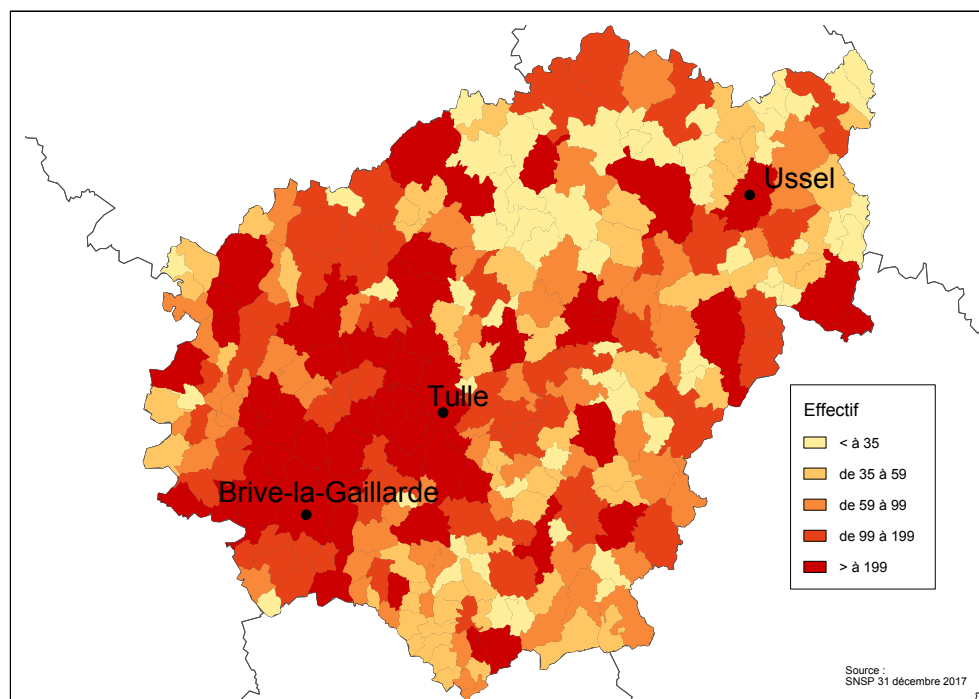 Ussel
Tulle
Brive-la-Gaillarde
Effectif
< à 35
de 35 à 59
de 59 à 99
de 99 à 199
> à 199
Source :
SNSP 31 décembre 2017